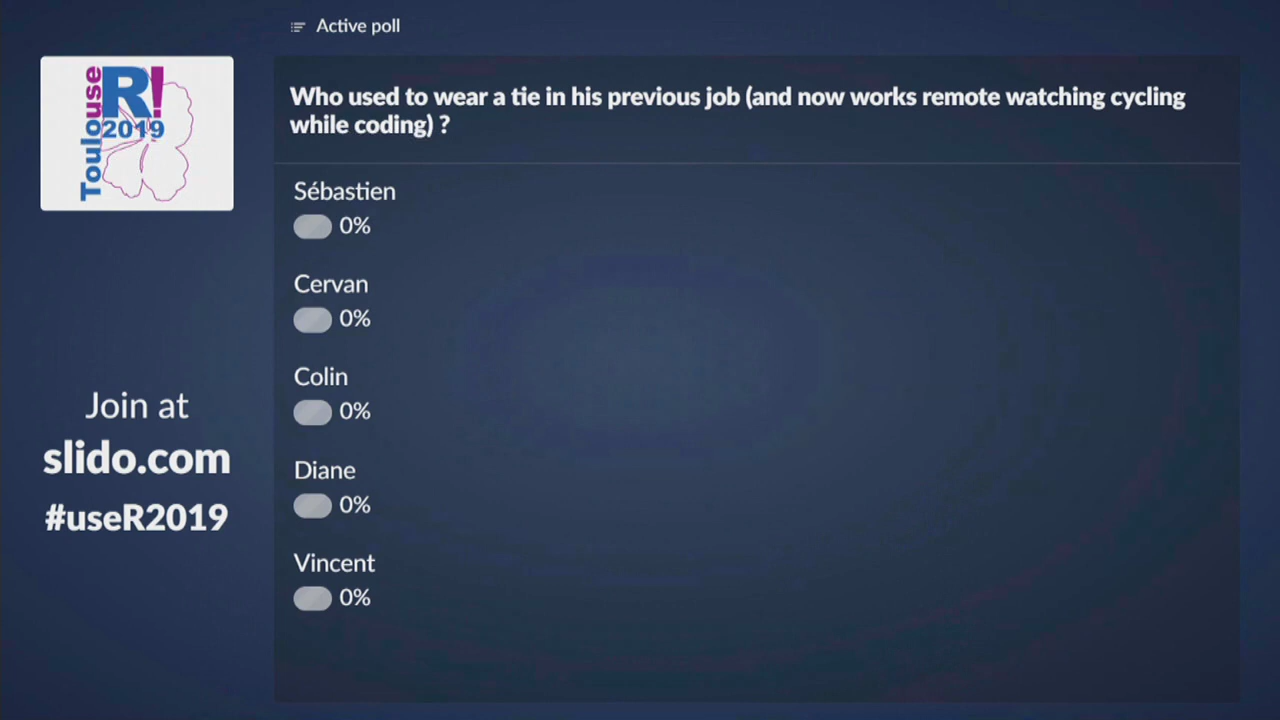 Active poll
Toulouse
R!
2019
Who used to wear a tie in his previous job (and now works remote watching cycling
while coding) ?
Sébastien
0%
Cervan
0%
Colin
0%
Diane
0%
Vincent
0%
Join at
slido.com
#useR2019